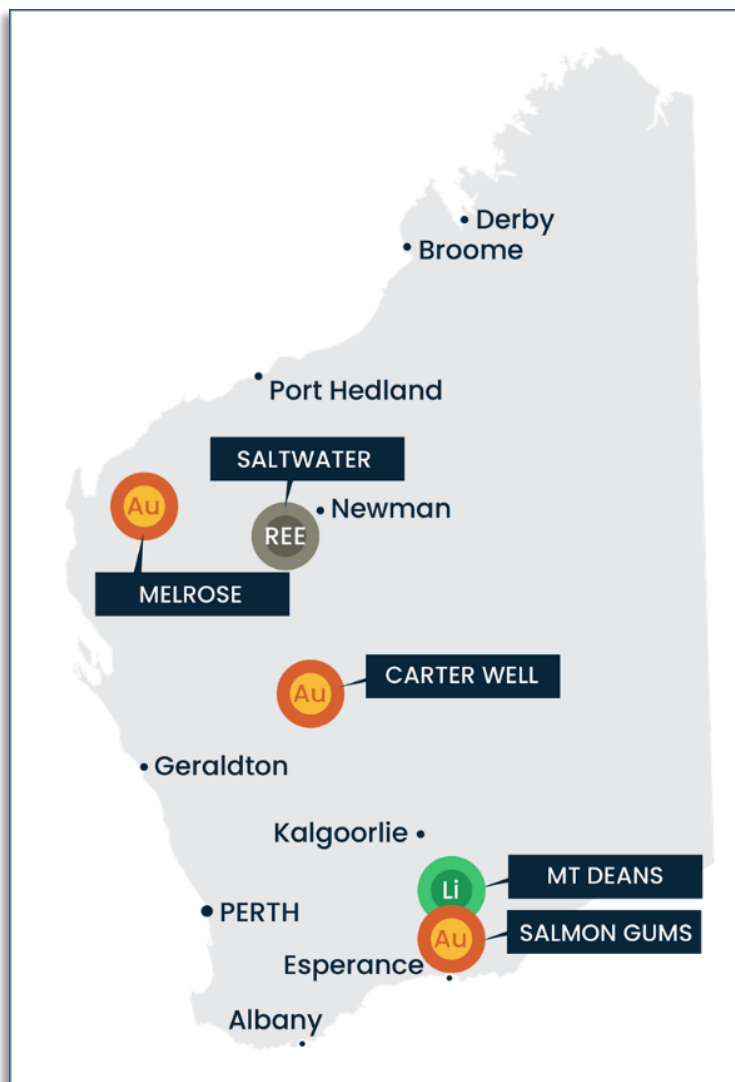 Derby
Broome
Port Hedland
SALTWATER
Au
Newman
REE
MELROSE
CARTER WELL
Au
Geraldton
Kalgoorlie
MT DEANS
Li
PERTH
SALMON GUMS
Au
Esperance
Albany